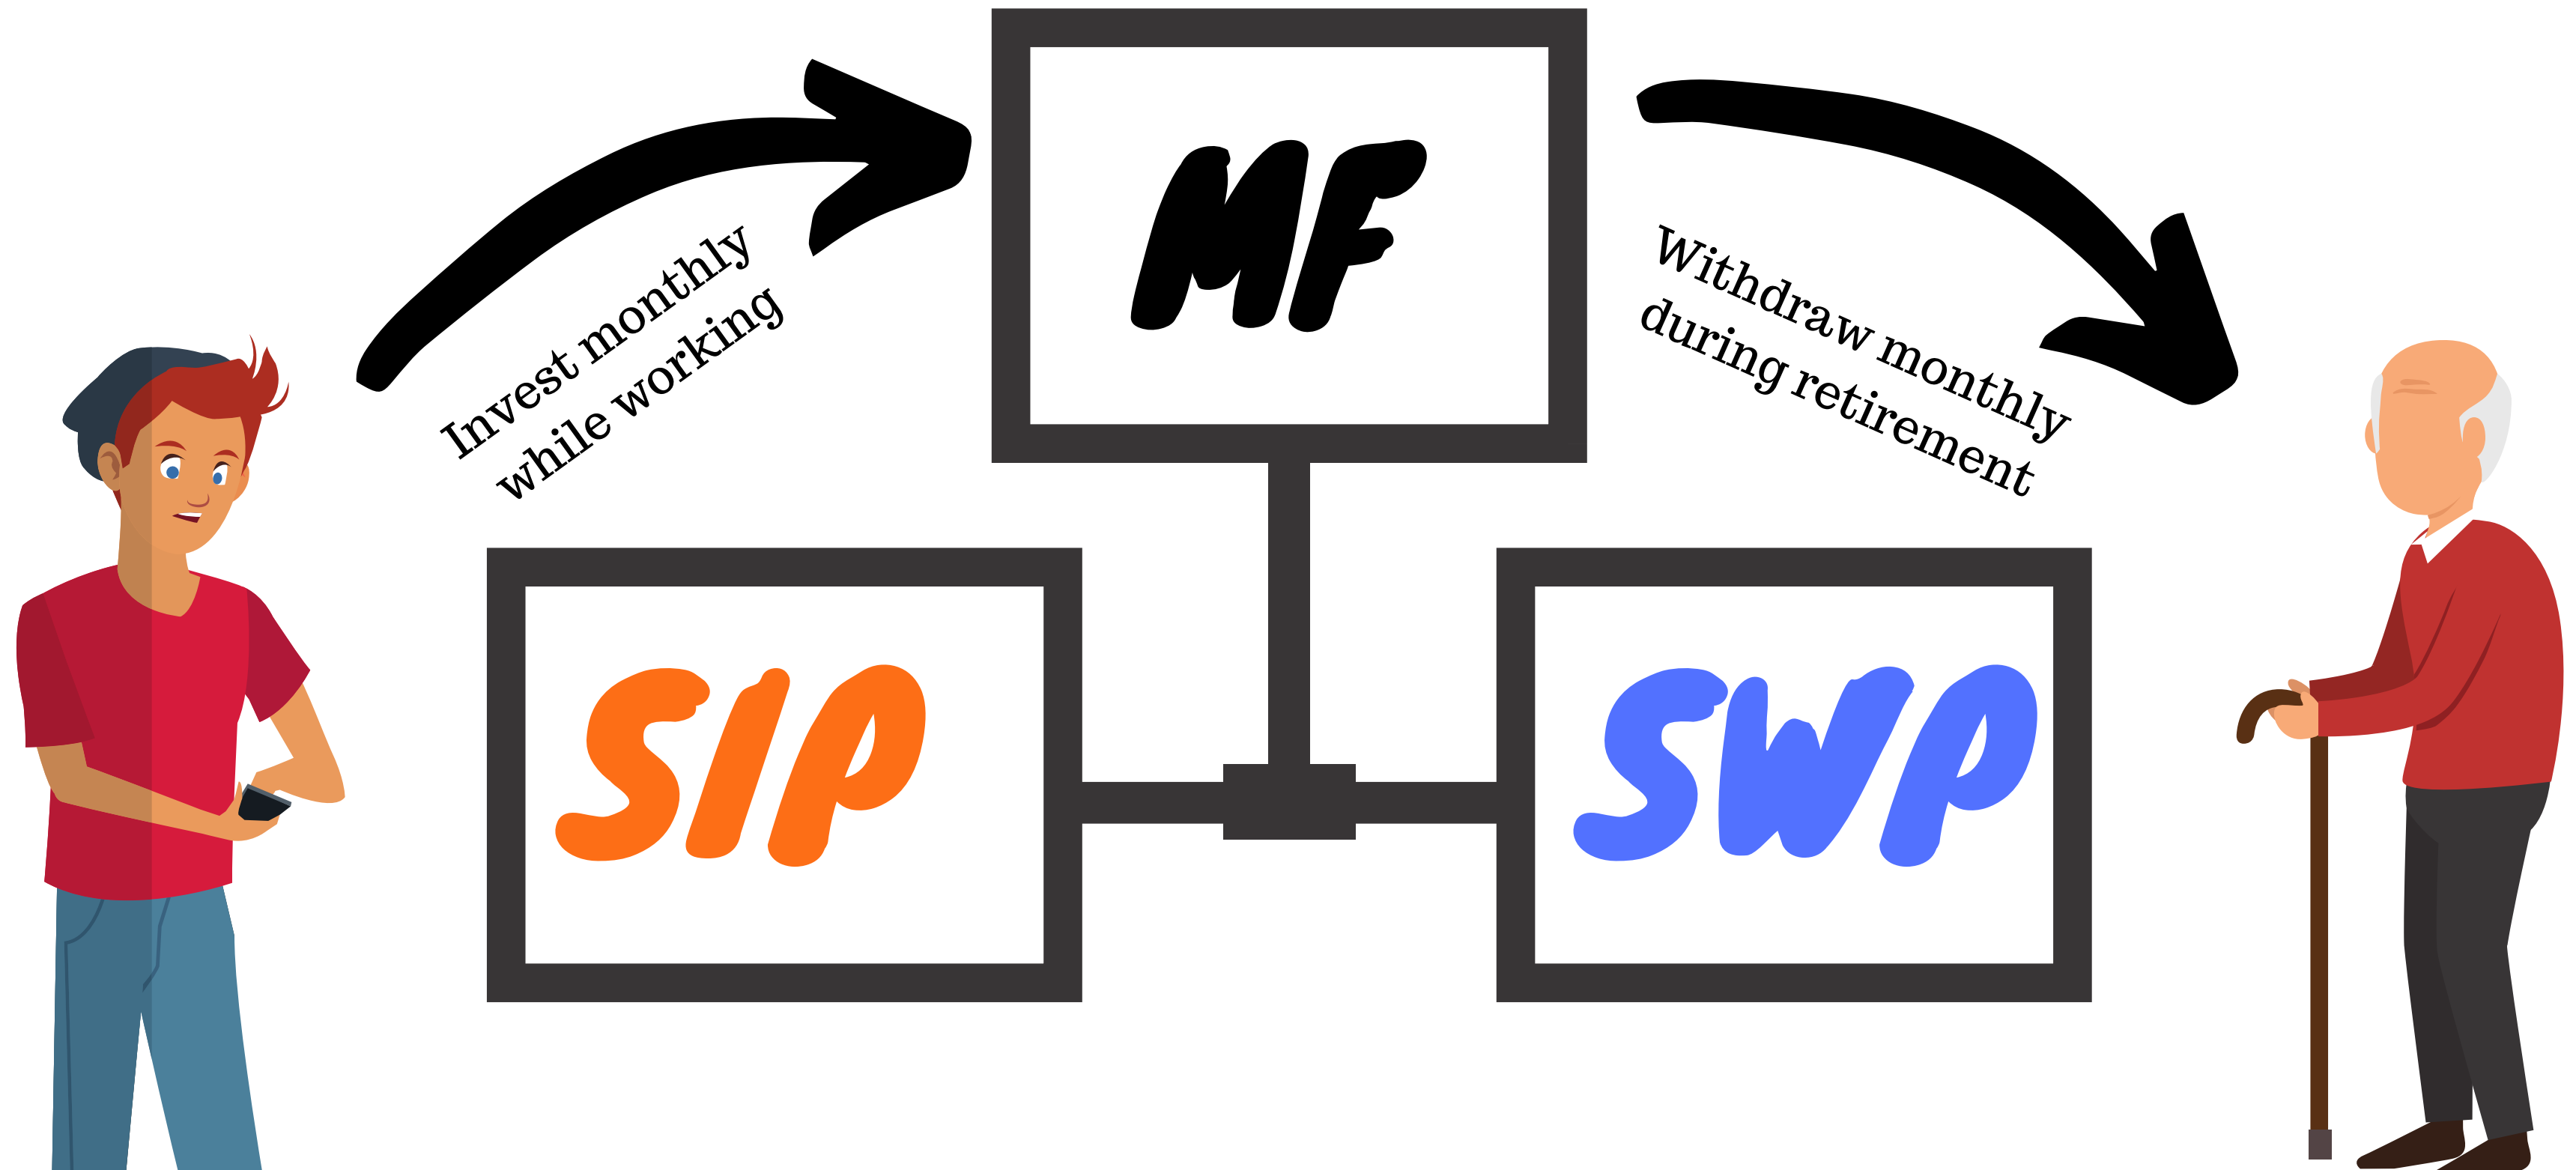 MF
Invest monthly
while working
Withdraw monthly
during retirement
SIP
SWP